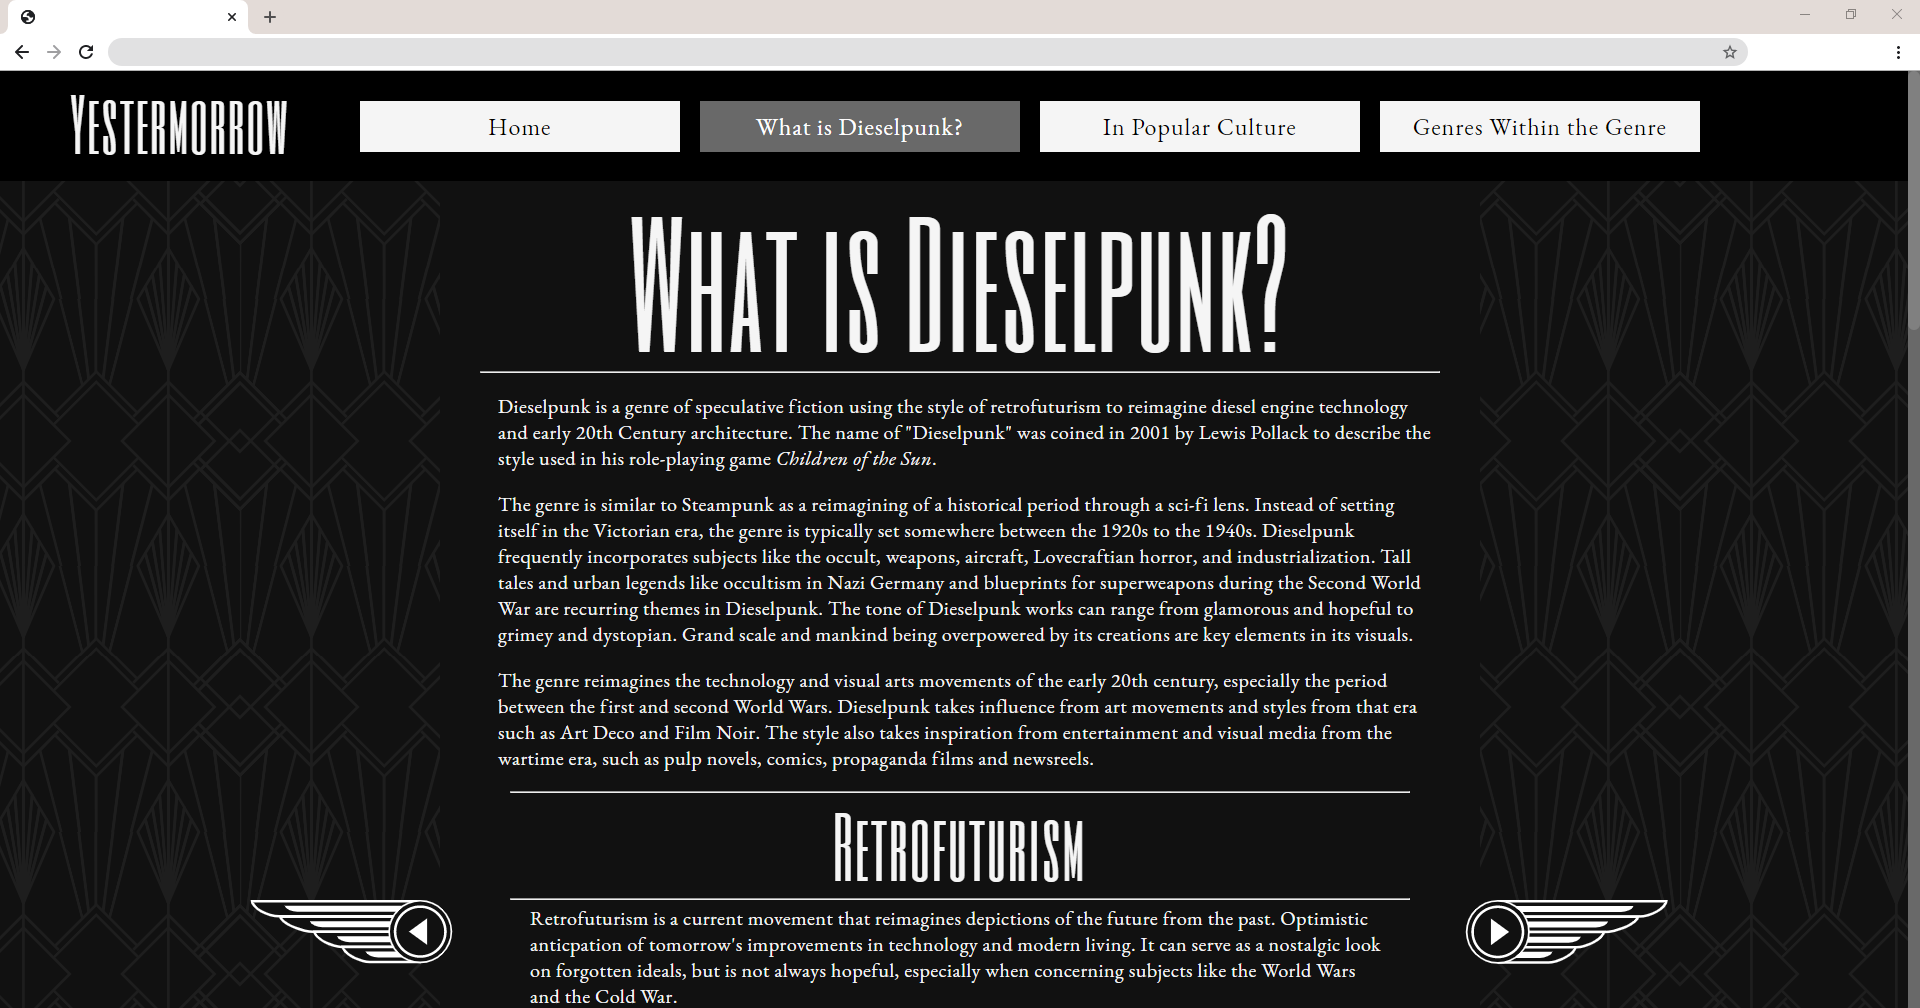 Yestermorrow
Home
What is Dieselpunk?
In Popular Culture
Genres Within the Genre
What is Dieselpunk?
Dieselpunk is a genre of speculative fiction using the style of retrofuturism to reimagine diesel engine technology
and early 20th Century architecture. The name of "Dieselpunk" was coined in 2001 by Lewis Pollack to describe the
style used in his role-playing game Children of the Sun.
The genre is similar to Steampunk as a reimagining of a historical period through a sci-fi lens. Instead of setting
itself in the Victorian era, the genre is typically set somewhere between the 1920s to the 1940s. Dieselpunk
frequently incorporates subjects like the occult, weapons, aircraft, Lovecraftian horror, and industrialization. Tall
tales and urban legends like occultism in Nazi Germany and blueprints for superweapons during the Second World
War are recurring themes in Dieselpunk. The tone of Dieselpunk works can range from glamorous and hopeful to
grimey and dystopian. Grand scale and mankind being overpowered by its creations are key elements in its visuals.
The genre reimagines the technology and visual arts movements of the early 20th century, especially the period
between the first and second World Wars. Dieselpunk takes influence from art movements and styles from that era
such as Art Deco and Film Noir. The style also takes inspiration from entertainment and visual media from the
wartime era, such as pulp novels, comics, propaganda films and newsreels.
Retrofuturism
Retrofuturism is a current movement that reimagines depictions of the future from the past. Optimistic
anticpation of tomorrow's improvements in technology and modern living. It can serve as a nostalgic look
on forgotten ideals, but is not always hopeful, especially when concerning subjects like the World Wars
and the Cold War.